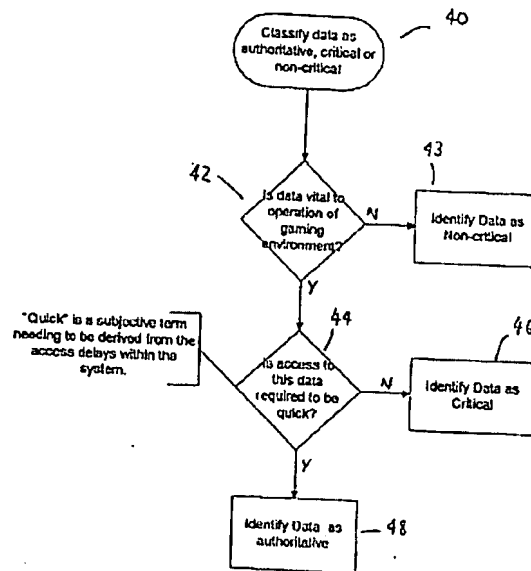 Classify data as
authoritative, critical or
non-critical
40
42
Is data vital to
operation of
gaming
environment?
N
43
Identify Data as
Non-critical
Y
"Quick" is a subjective term
needing to be derived from the
access delays within the
system.
44
Is access to
this data
required to be
quick?
N
46
Identify Data as
Critical
Y
Identify Data as
authoritative
48